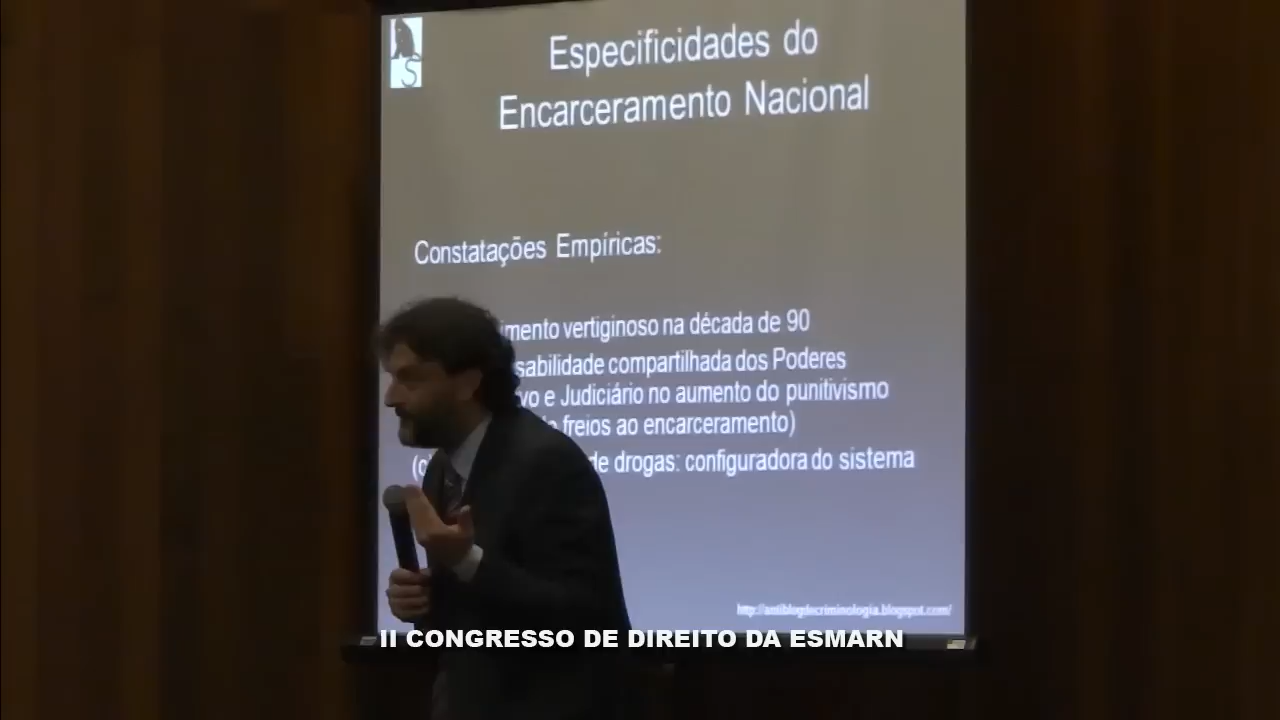 S
Especificidades do
Encarceramento Nacional
Constatações Empíricas:
imento vertiginoso na década de 90
sabilidade compartilhada dos Poderes
vo e Judiciário no aumento do punitivismo
freios ao encarceramento)
(c de drogas: configuradora do sistema
http://antiblogdecriminologia.blogspot.com/
II CONGRESSO DE DIREITO DA ESMARN